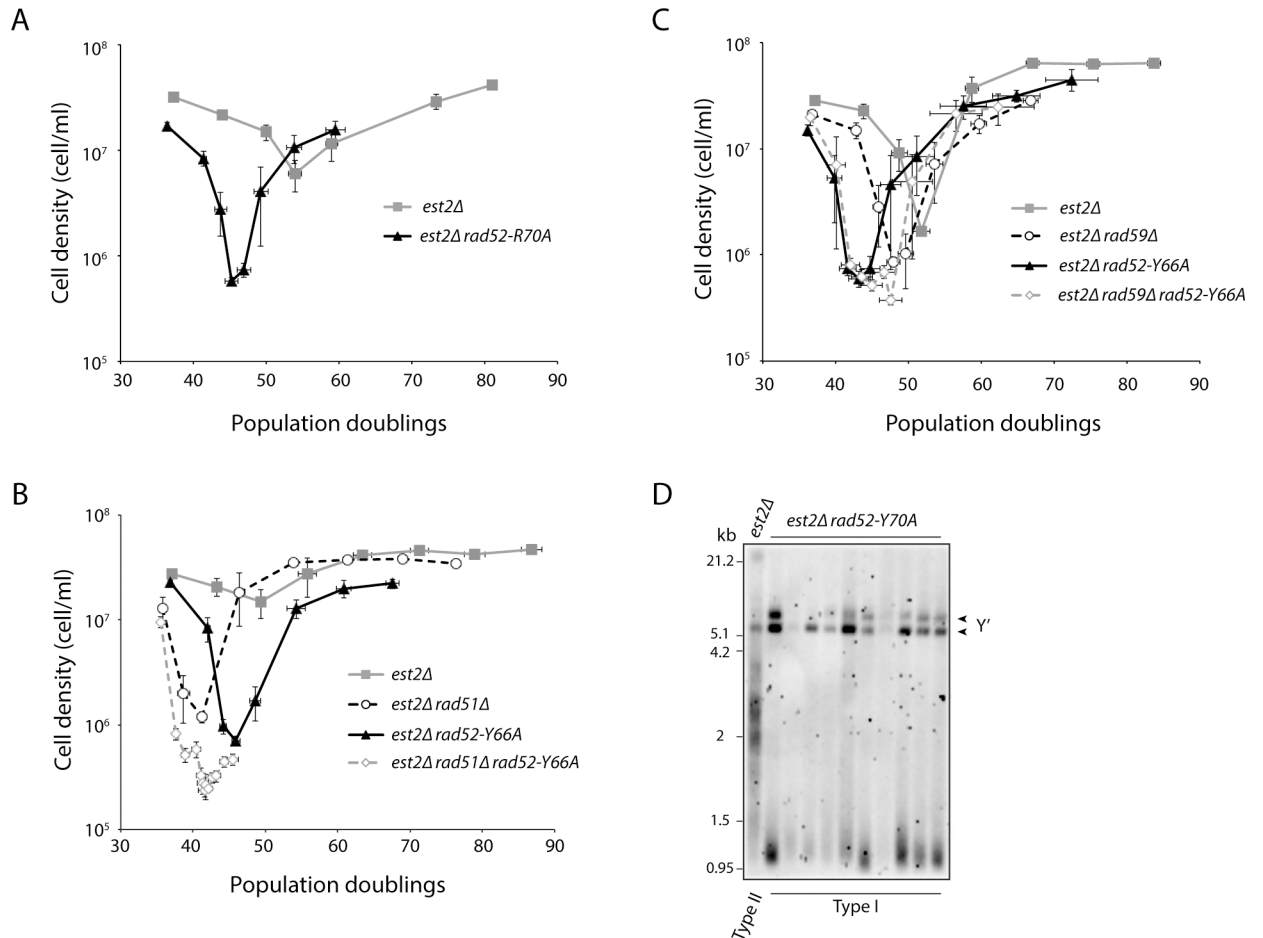 A
10⁸
10⁷
10⁶
10⁵
Cell density (cell/ml)
30 40 50 60 70 80 90
Population doublings
est2Δ
est2Δ rad52-R70A
C
10⁸
10⁷
10⁶
10⁵
Cell density (cell/ml)
30 40 50 60 70 80 90
Population doublings
est2Δ
est2Δ rad59Δ
est2Δ rad52-Y66A
est2Δ rad59Δ rad52-Y66A
B
10⁸
10⁷
10⁶
10⁵
Cell density (cell/ml)
30 40 50 60 70 80 90
Population doublings
est2Δ
est2Δ rad51Δ
est2Δ rad52-Y66A
est2Δ rad51Δ rad52-Y66A
D
kb
est2Δ
est2Δ rad52-Y70A
21.2
5.1
4.2
2
1.5
0.95
Y'
Type II
Type I